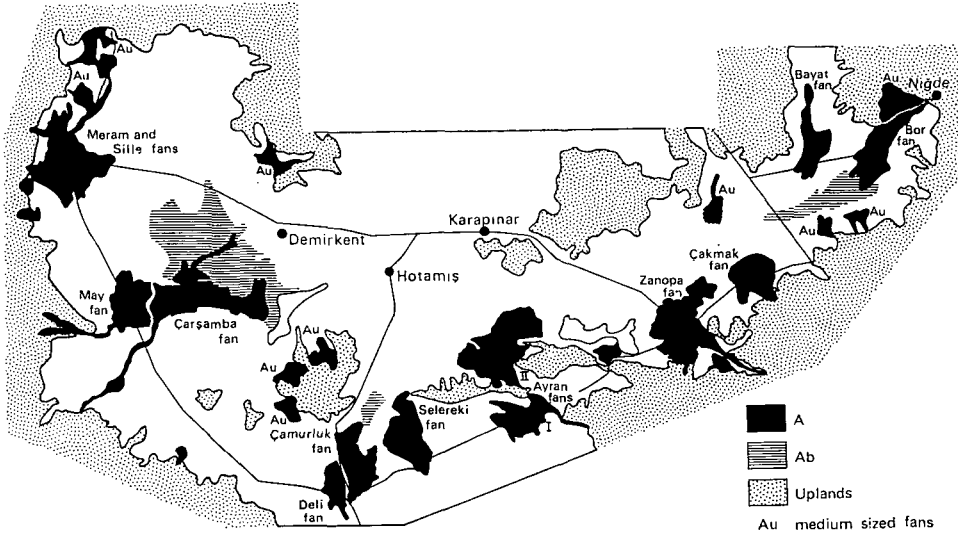 Au
Au
Meram and
Sille fans
Au
Demirkent
Karapınar
Hotamış
Bayat
fan
Au
Niğde
Bor
fan
Au
Au
Au
Çakmak
fan
Zanopa
fan
May
fan
Çarşamba
fan
Au
Au
Au
Çamurluk
fan
Deli
fan
Selereki
fan
II
Ayran
fans
I
A
Ab
Uplands
Au medium sized fans